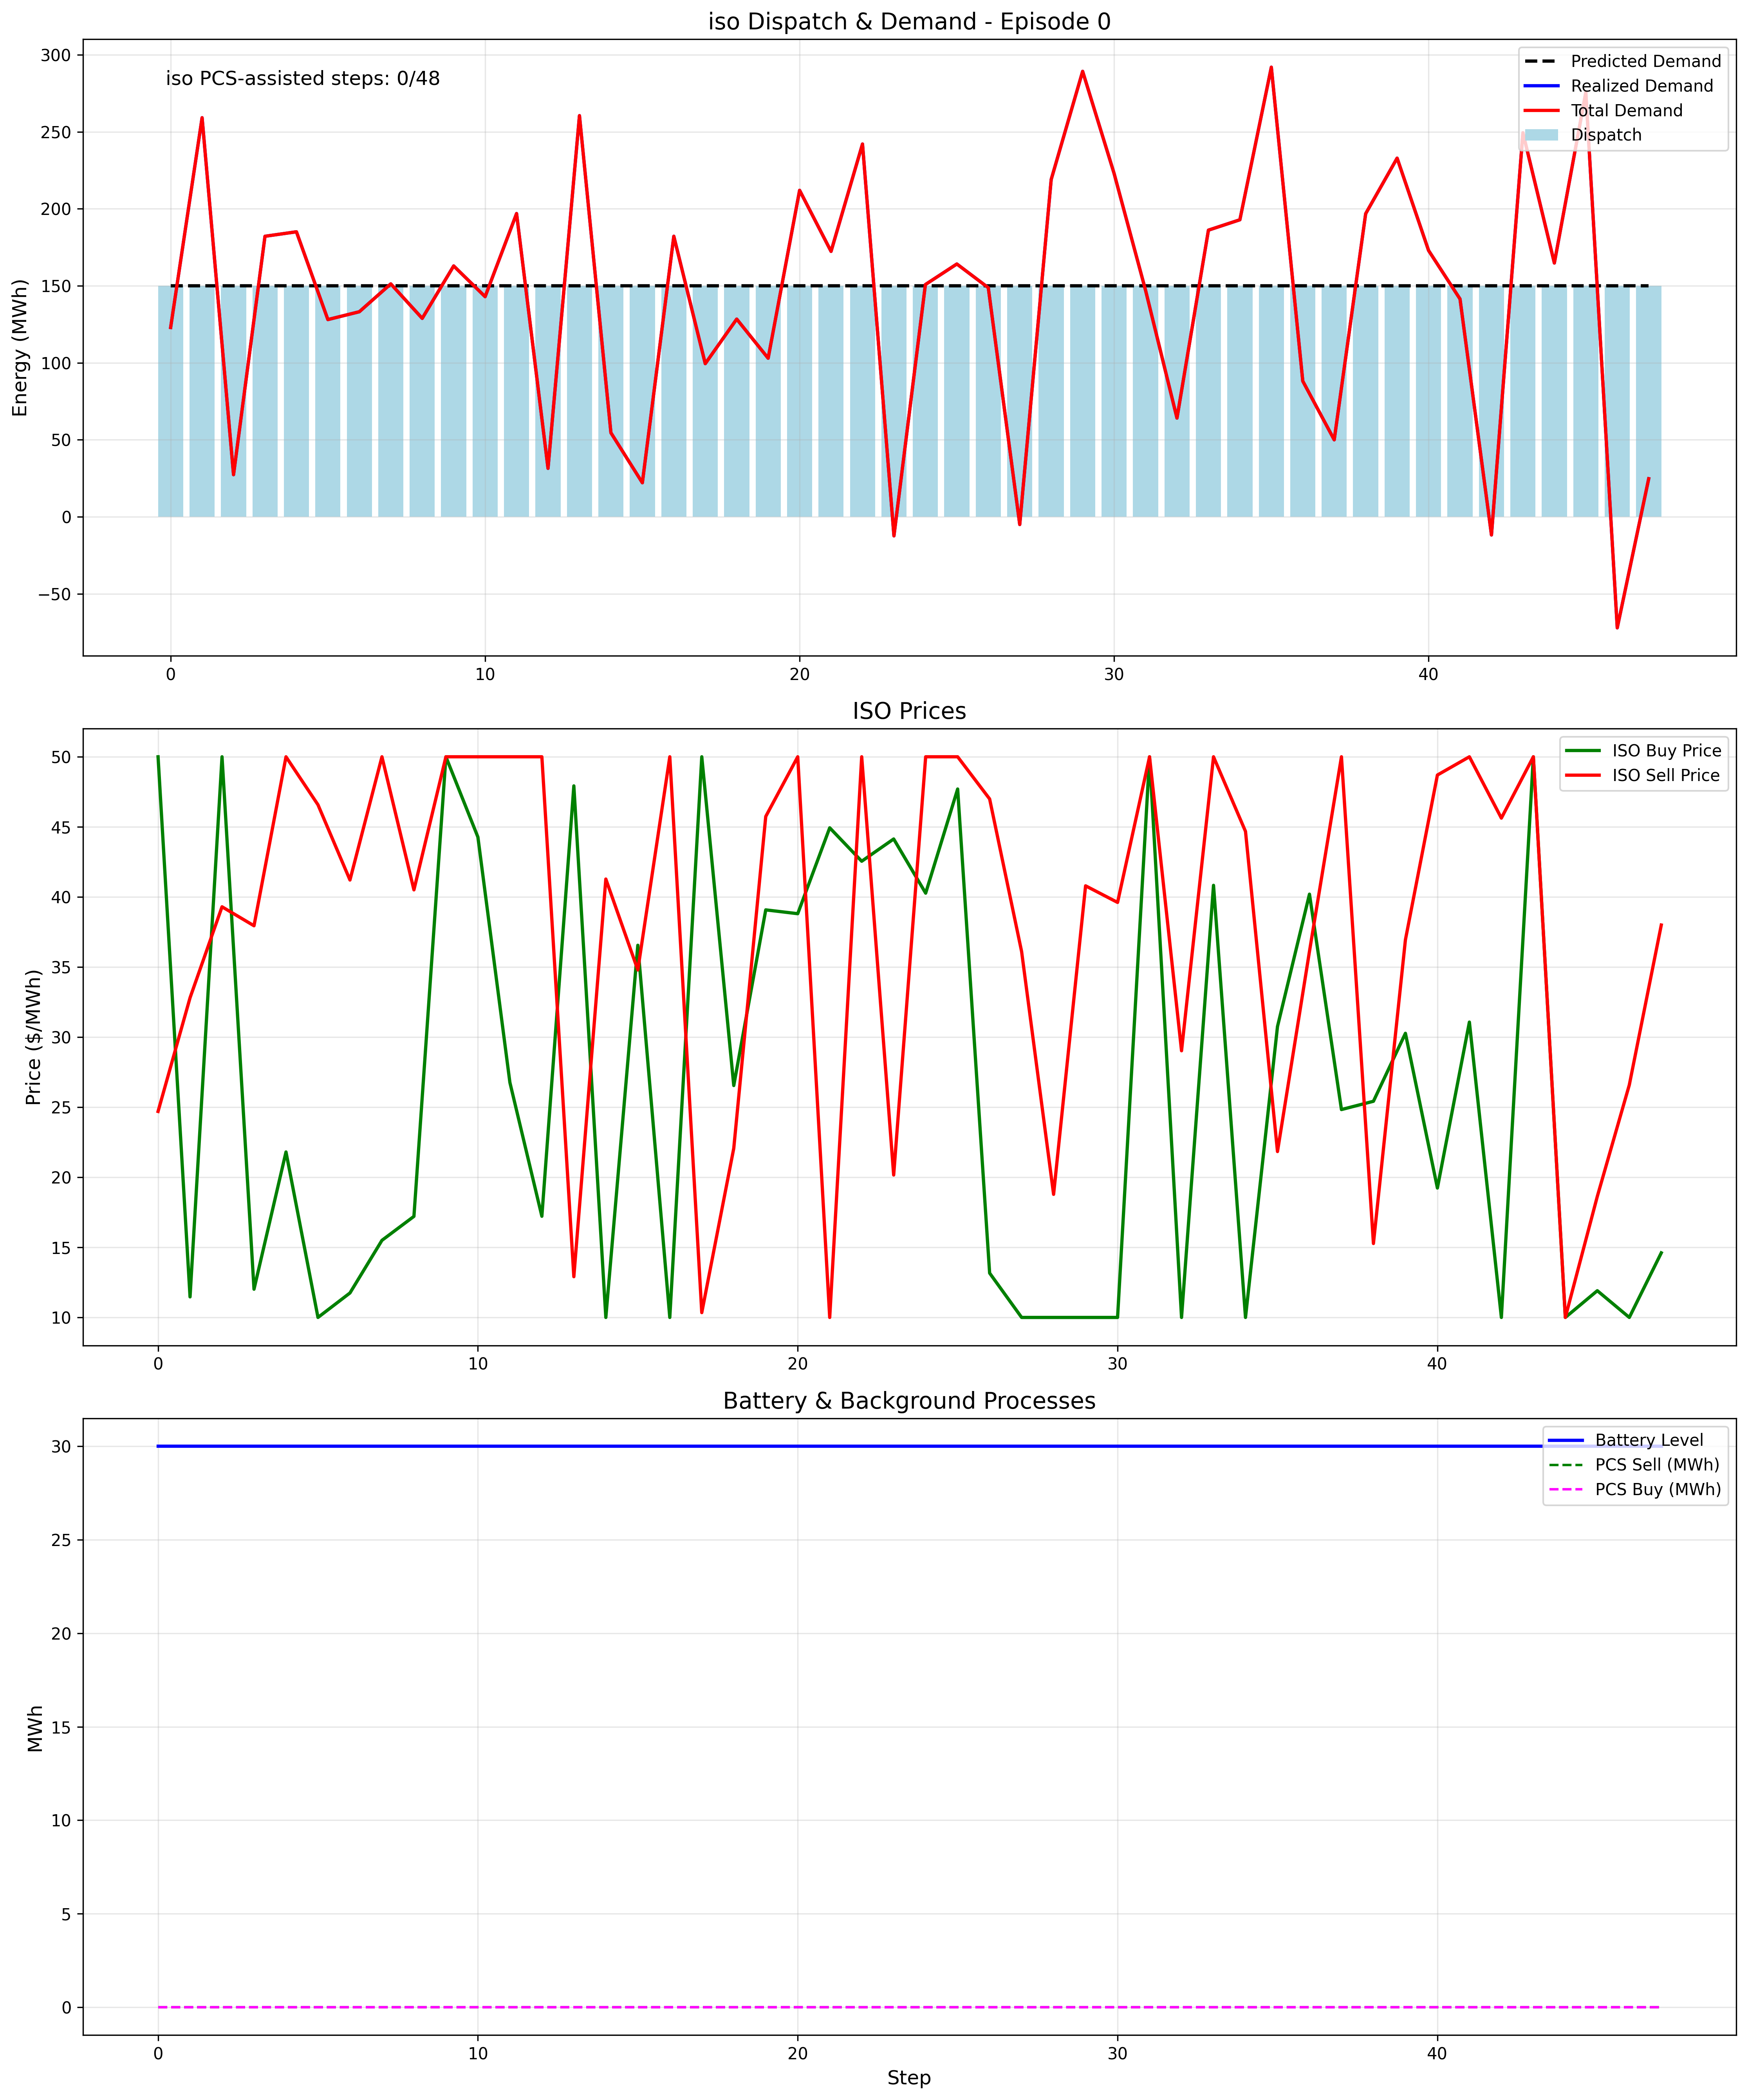 iso Dispatch & Demand - Episode 0
iso PCS-assisted steps: 0/48
Predicted Demand
Realized Demand
Total Demand
Dispatch
Energy (MWh)
300
250
200
150
100
50
0
−50
0 10 20 30 40
ISO Prices
ISO Buy Price
ISO Sell Price
Price ($/MWh)
50
45
40
35
30
25
20
15
10
0 10 20 30 40
Battery & Background Processes
Battery Level
PCS Sell (MWh)
PCS Buy (MWh)
MWh
30
25
20
15
10
5
0
0 10 20 30 40
Step